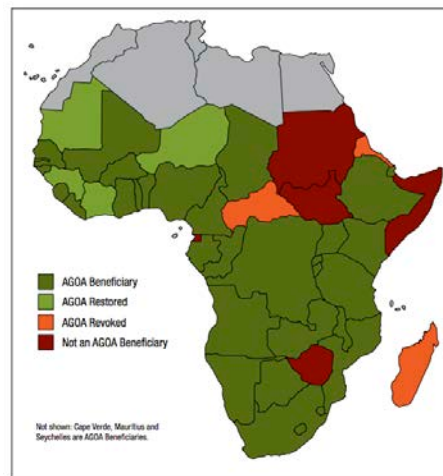 AGOA Beneficiary
AGOA Restored
AGOA Revoked
Not an AGOA Beneficiary
Not shown: Cape Verde, Mauritius and
Seychelles are AGOA Beneficiaries.